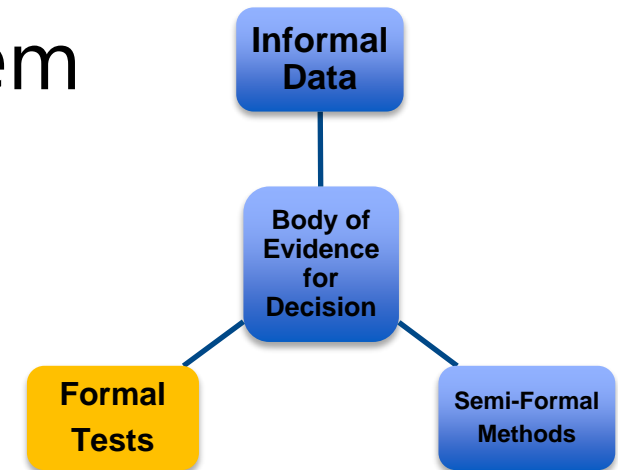 em
Informal
Data
Body of
Evidence
for
Decision
Formal
Tests
Semi-Formal
Methods